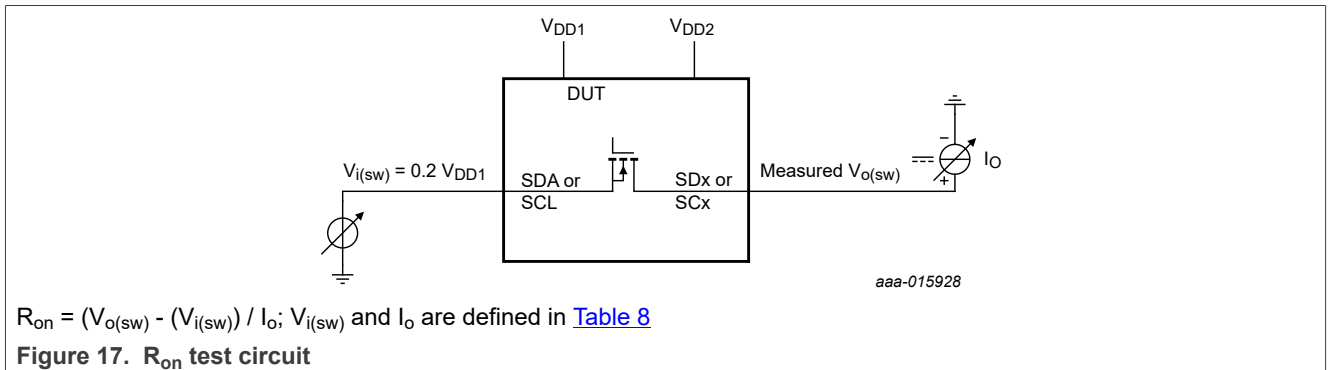 VDD1 VDD2
DUT
Vi(sw) = 0.2 VDD1
SDA or
SCL
SDx or
SCx
Measured Vo(sw)
−
+
IO
aaa-015928
Ron = (Vo(sw) - (Vi(sw)) / Io; Vi(sw) and Io are defined in Table 8
Figure 17. Ron test circuit